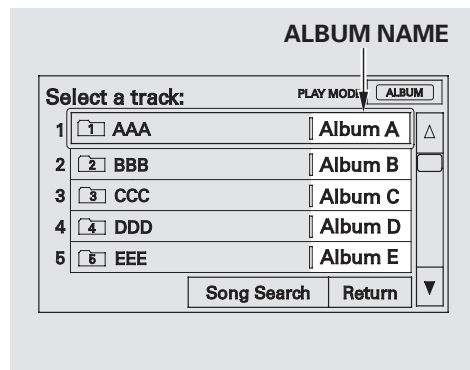 ALBUM NAME
Select a track: PLAY MODE ALBUM
1 1 AAA Album A
2 2 BBB Album B
3 3 CCC Album C
4 4 DDD Album D
5 5 EEE Album E
Song Search Return